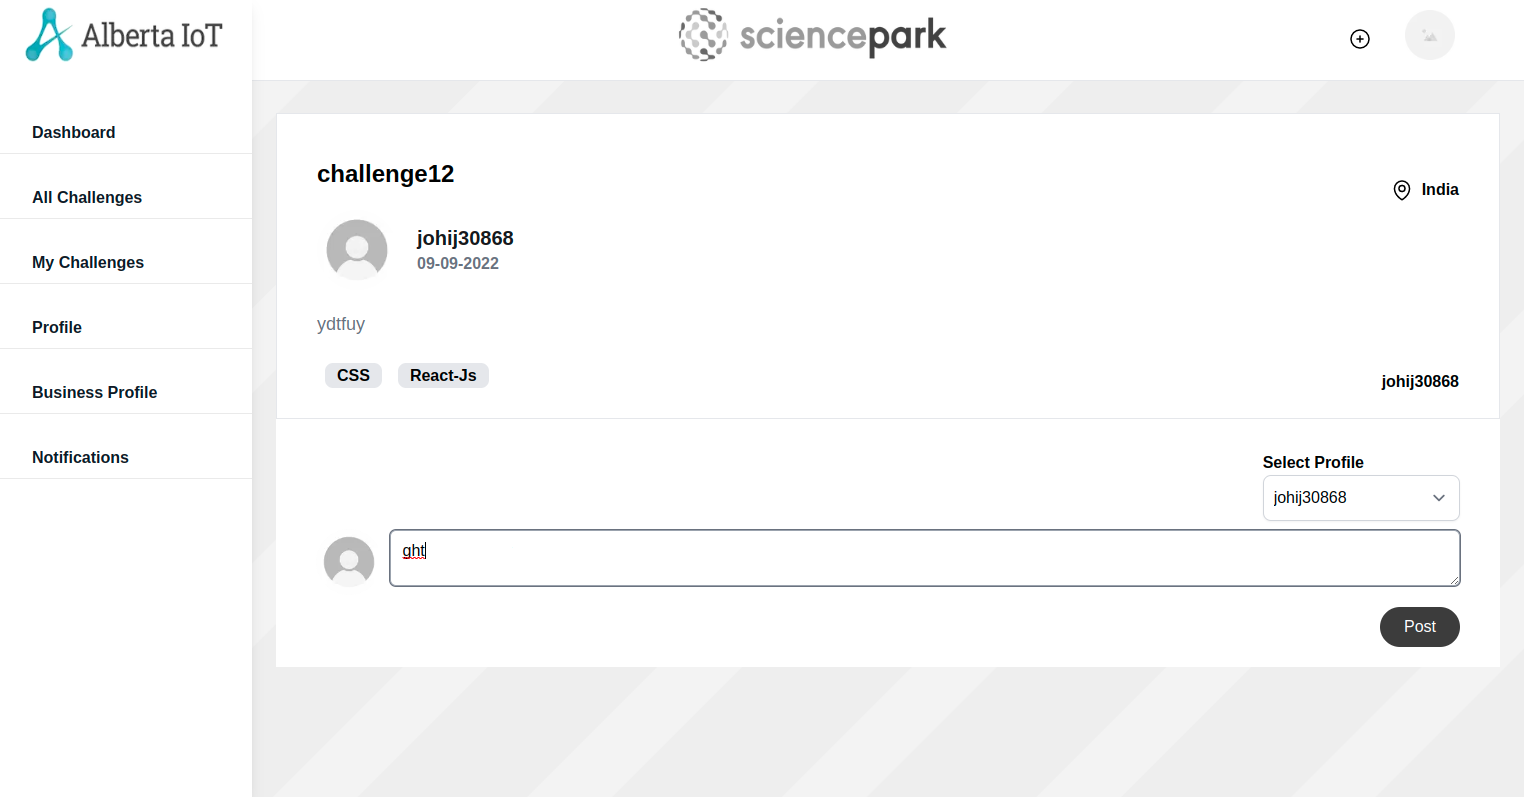 Alberta IoT
sciencepark
Dashboard
All Challenges
My Challenges
Profile
Business Profile
Notifications
challenge12
India
johij30868
09-09-2022
ydtfuy
CSS React-Js
johij30868
Select Profile
johij30868
ght
Post